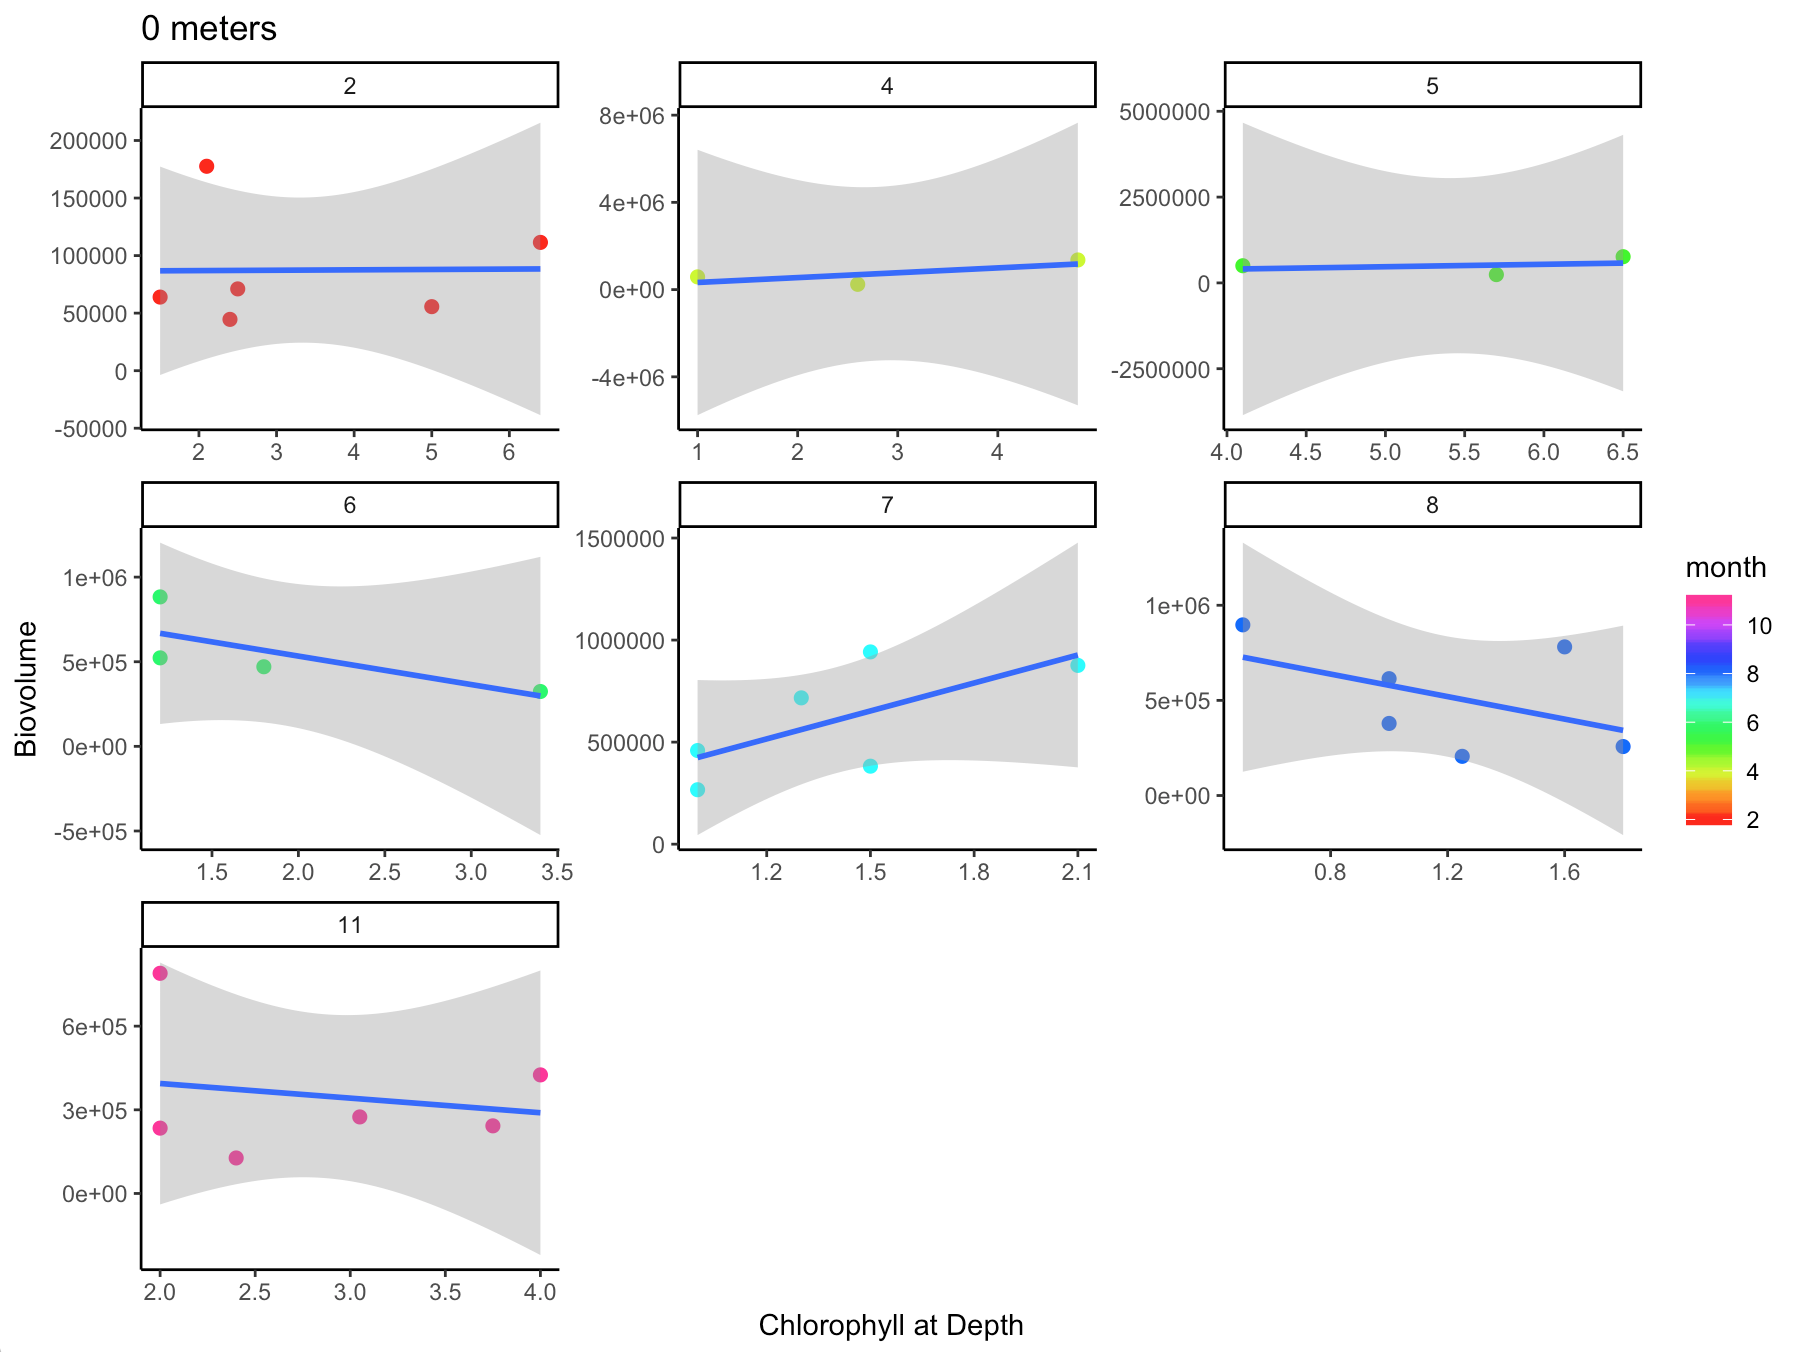 0 meters
2
200000
150000
100000
50000
0
-50000
2 3 4 5 6
4
8e+06
4e+06
0e+00
-4e+06
1 2 3 4
5
5000000
2500000
0
-2500000
4.0 4.5 5.0 5.5 6.0 6.5
6
1e+06
5e+05
0e+00
-5e+05
1.5 2.0 2.5 3.0 3.5
7
1500000
1000000
500000
0
1.2 1.5 1.8 2.1
8
1e+06
5e+05
0e+00
0.8 1.2 1.6
11
6e+05
3e+05
0e+00
2.0 2.5 3.0 3.5 4.0
Biovolume
Chlorophyll at Depth
month
10
8
6
4
2